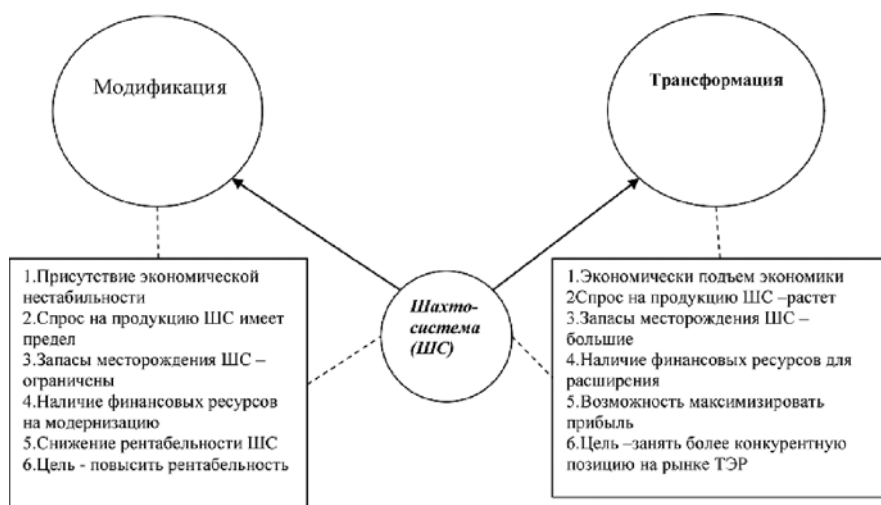 Модификация
Трансформация
1.Присутствие экономической
нестабильности
2.Спрос на продукцию ШС имеет
предел
3.Запасы месторождения ШС –
ограничены
4.Наличие финансовых ресурсов
на модернизацию
5.Снижение рентабельности ШС
6.Цель - повысить рентабельность
Шахто-
система
(ШС)
1.Экономически подъем экономики
2Спрос на продукцию ШС –растет
3.Запасы месторождения ШС –
большие
4.Наличие финансовых ресурсов для
расширения
5.Возможность максимизировать
прибыль
6.Цель –занять более конкурентную
позицию на рынке ТЭР